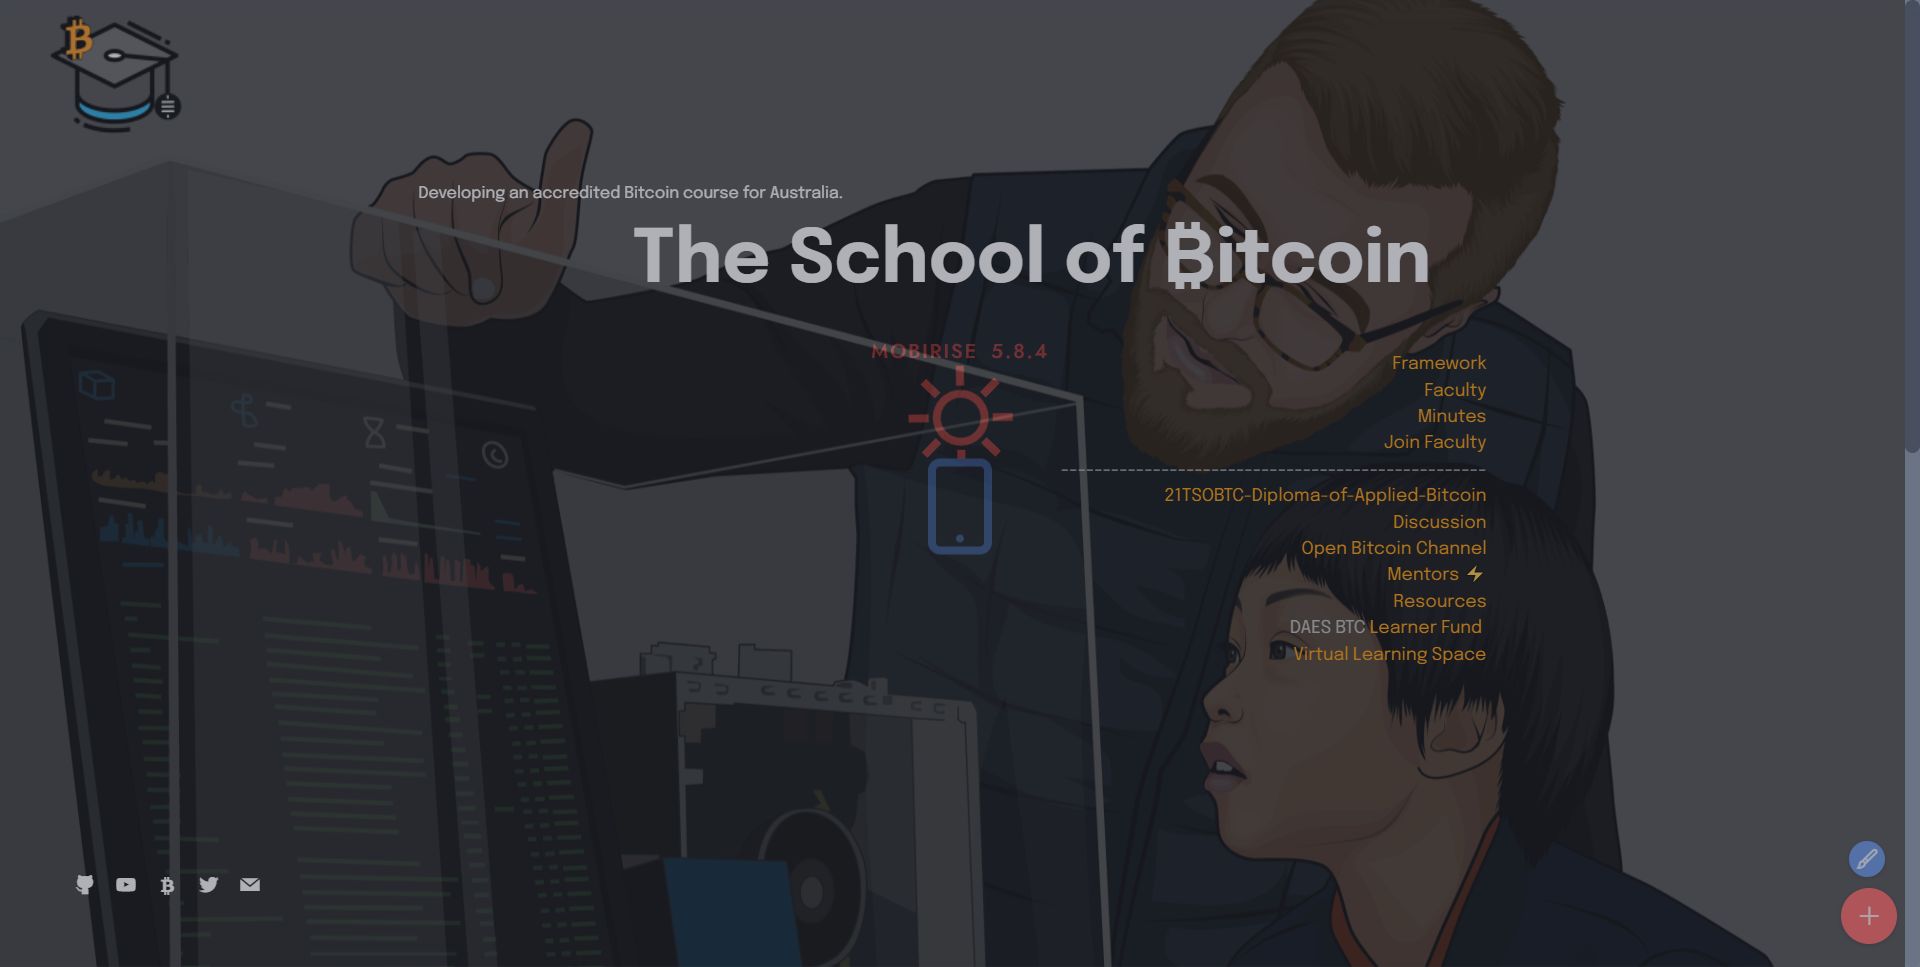 Developing an accredited Bitcoin course for Australia.
The School of ₿itcoin
MOBIRISE 5.8.4
Framework
Faculty
Minutes
Join Faculty
----------------------------------------------------
21TSOBTC-Diploma-of-Applied-Bitcoin
Discussion
Open Bitcoin Channel
Mentors ⚡
Resources
DAES BTC Learner Fund
Virtual Learning Space